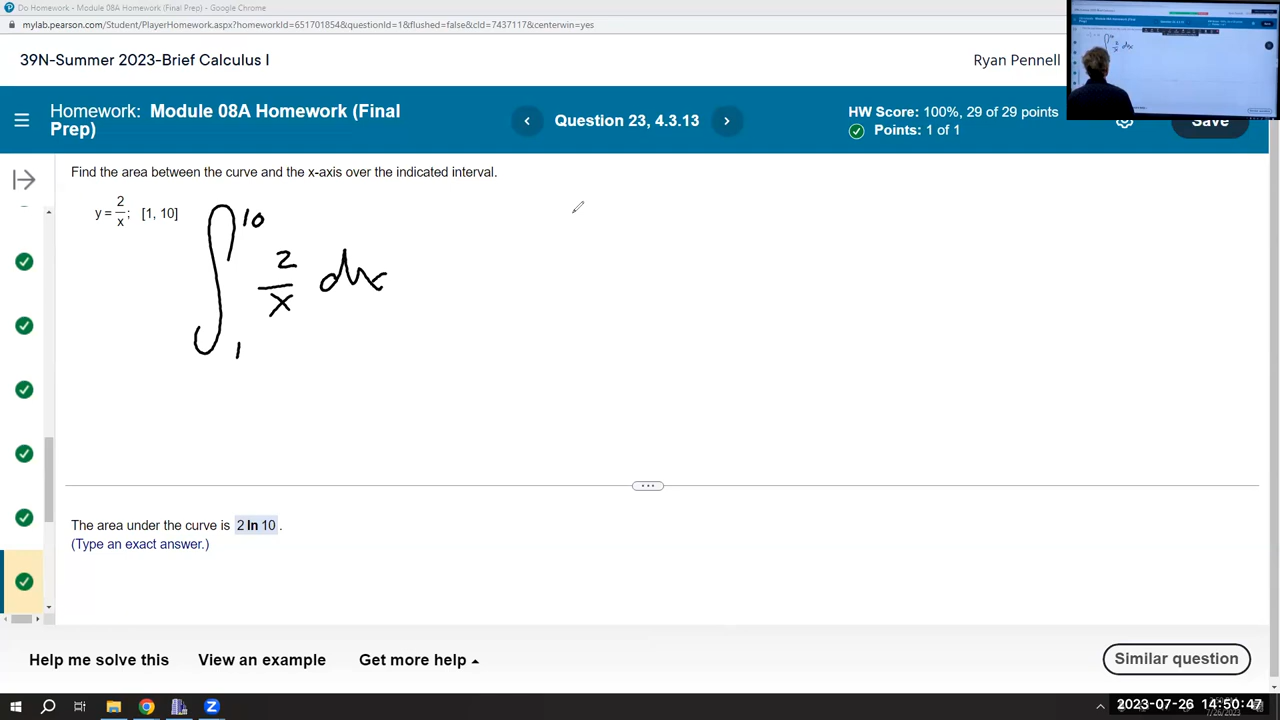 Do Homework - Module 08A Homework (Final Prep) - Google Chrome
mylab.pearson.com/Student/PlayerHomework.aspx?homeworkId=651701854&questionId=1&flushed=false&cId=7437117&
win=yes
39N-Summer 2023-Brief Calculus I
Ryan Pennell
Homework: Module 08A Homework (Final
Prep)
Question 23, 4.3.13
HW Score: 100%, 29 of 29 points
Points: 1 of 1
Save
Find the area between the curve and the x-axis over the indicated interval.
y = 2/x; [1, 10]
∫₁¹⁰ 2/x dx
The area under the curve is 2 ln 10 .
(Type an exact answer.)
Help me solve this
View an example
Get more help
Similar question
2023-07-26 14:50:47